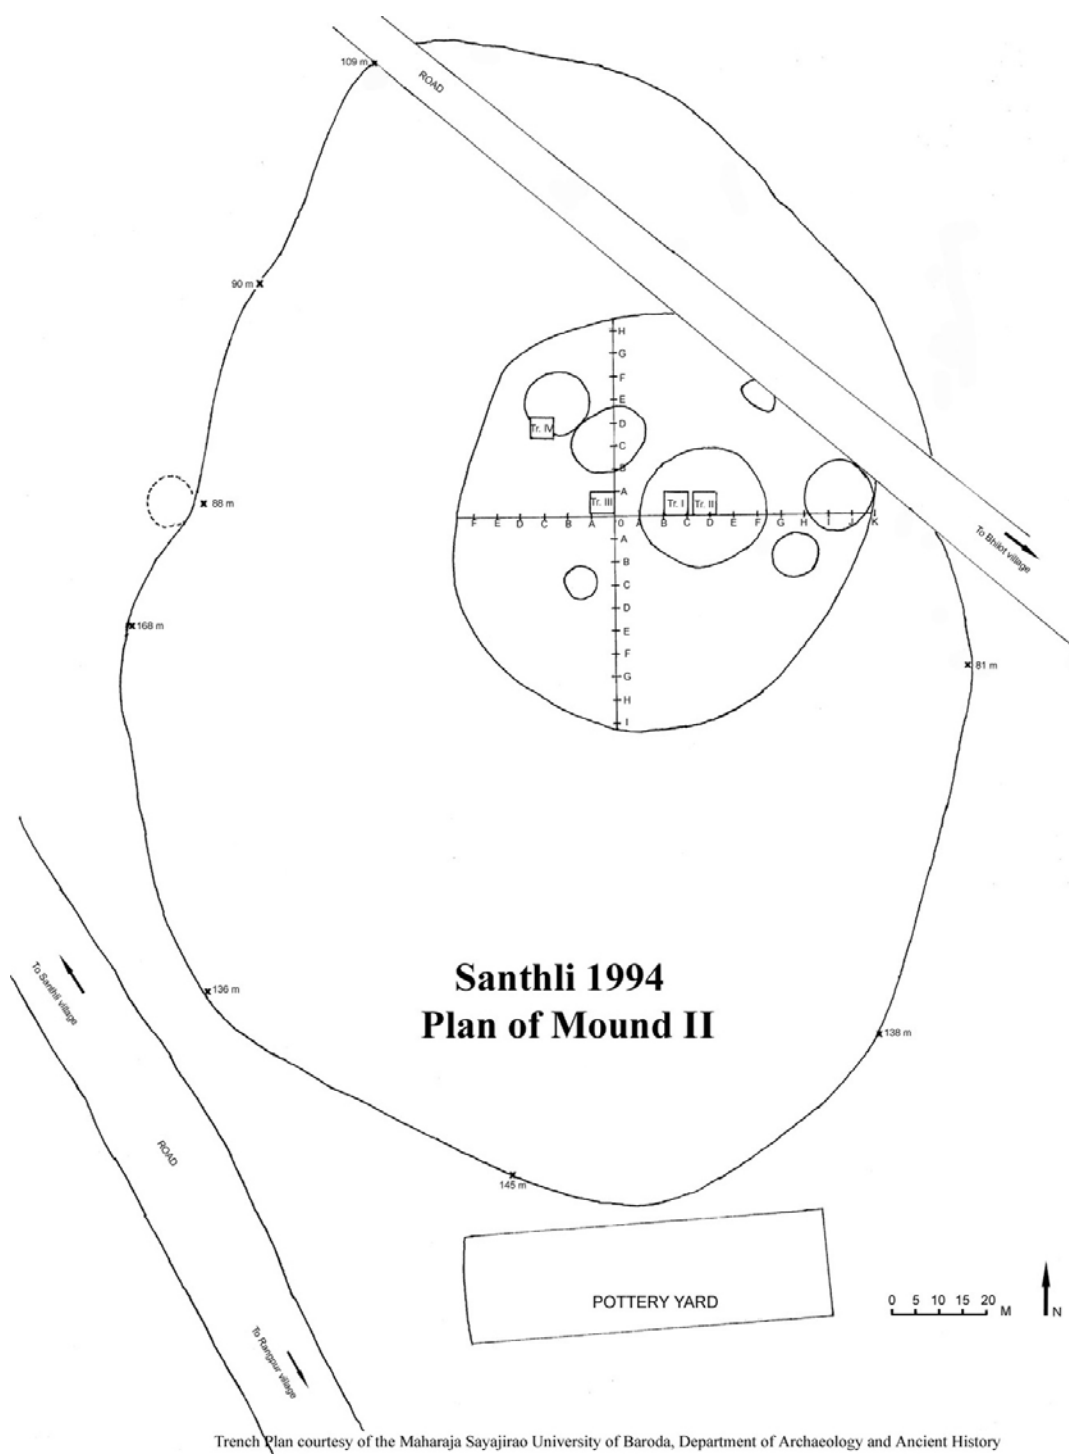 109 m
ROAD
90 m
H
G
F
E
D
C
B
A
Tr. IV
88 m
Tr. III
Tr. I
Tr. II
F E D C B A 0 A B C D E F G H I J K
A
B
C
D
E
F
G
H
I
To Bhilot village
168 m
81 m
To Santhli village
136 m
Santhli 1994
Plan of Mound II
138 m
ROAD
145 m
POTTERY YARD
0 5 10 15 20 M
N
To Rangpur village
Trench Plan courtesy of the Maharaja Sayajirao University of Baroda, Department of Archaeology and Ancient History